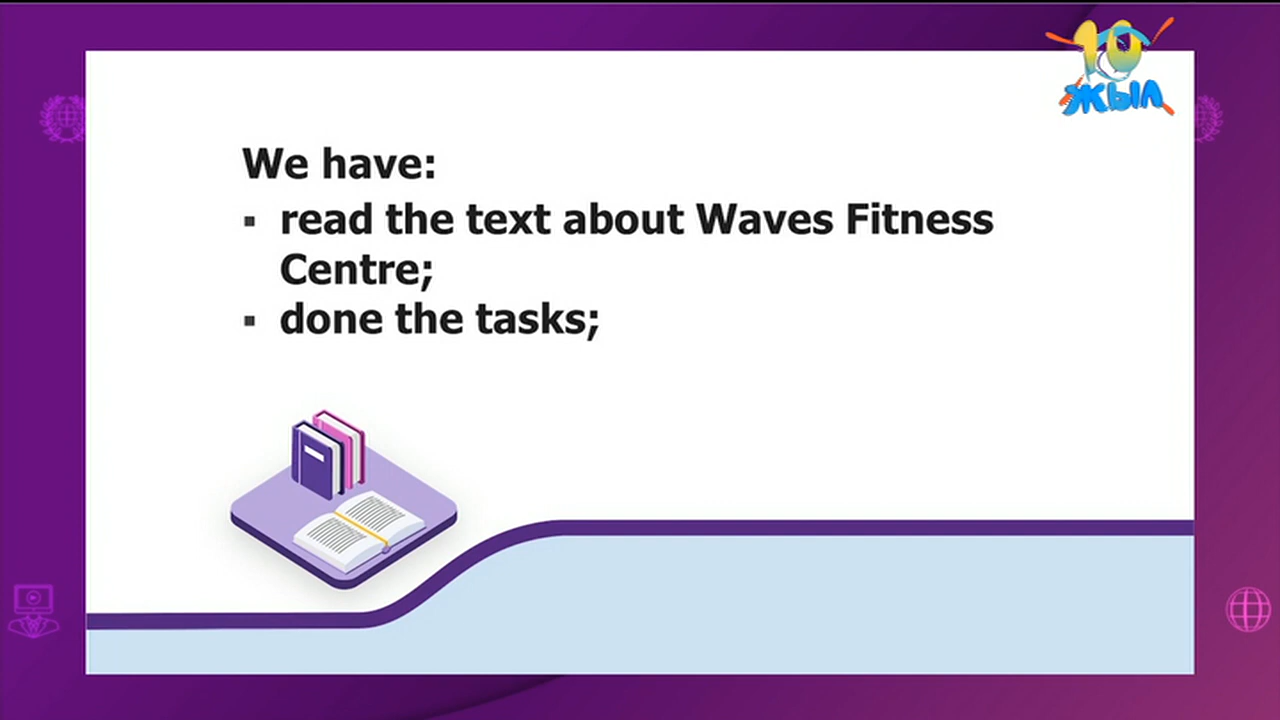 10
ЖЫЛ
We have:
▪ read the text about Waves Fitness
Centre;
▪ done the tasks;